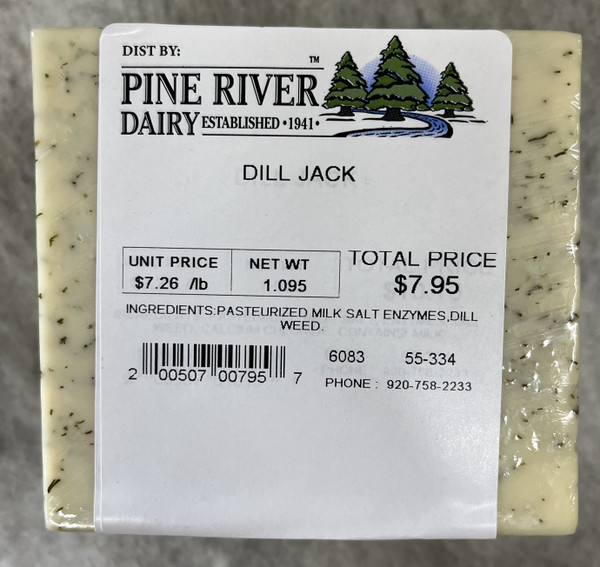 DIST BY:
PINE RIVER™
DAIRY ESTABLISHED •1941•
DILL JACK
UNIT PRICE NET WT TOTAL PRICE
$7.26 /lb 1.095 $7.95
INGREDIENTS:PASTEURIZED MILK SALT ENZYMES,DILL
WEED.
6083 55-334
2 00507 00795 7
PHONE : 920-758-2233